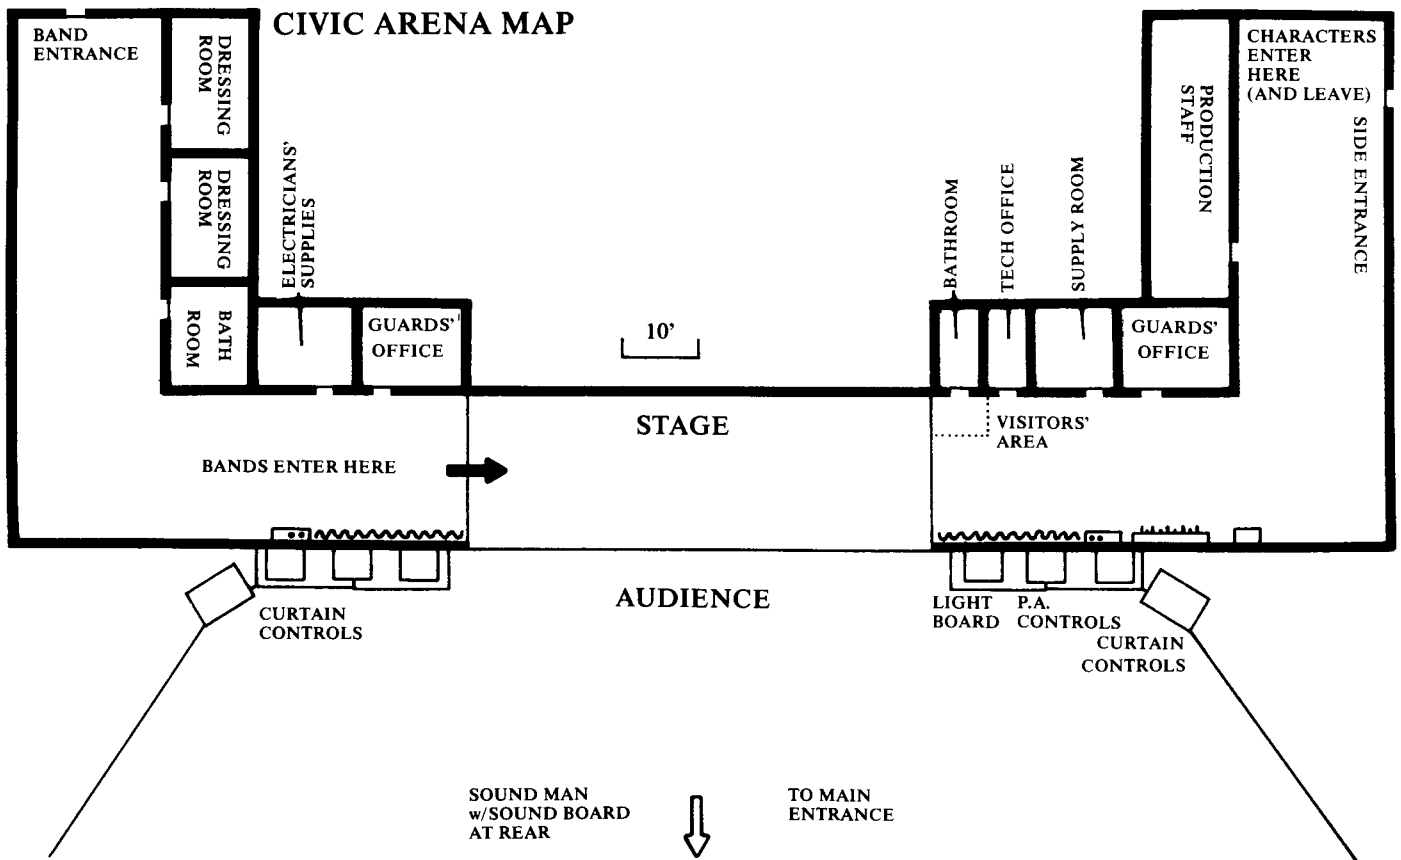 CIVIC ARENA MAP
BAND
ENTRANCE
DRESSING
ROOM
DRESSING
ROOM
BATH
ROOM
ELECTRICIANS'
SUPPLIES
GUARDS'
OFFICE
10'
BATHROOM
TECH OFFICE
SUPPLY ROOM
PRODUCTION
STAFF
CHARACTERS
ENTER
HERE
(AND LEAVE)
SIDE ENTRANCE
GUARDS'
OFFICE
STAGE
VISITORS'
AREA
BANDS ENTER HERE
AUDIENCE
CURTAIN
CONTROLS
LIGHT
BOARD
P.A.
CONTROLS
CURTAIN
CONTROLS
SOUND MAN
w/SOUND BOARD
AT REAR
TO MAIN
ENTRANCE